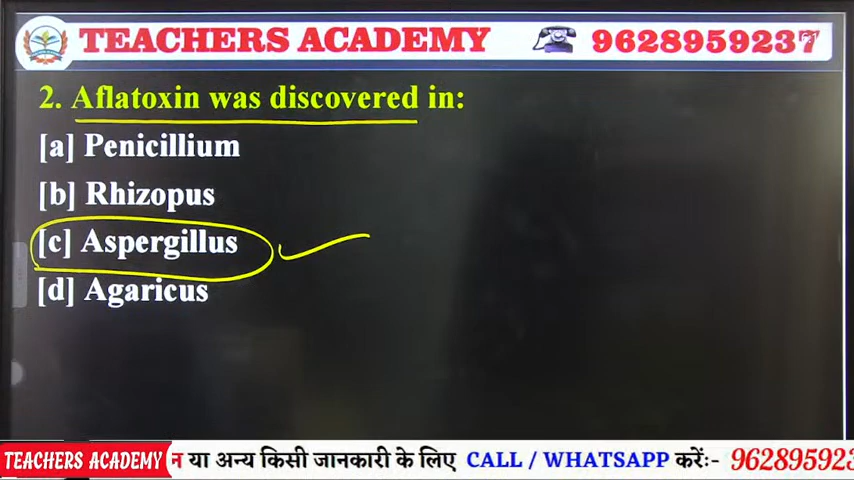 TEACHERS ACADEMY 9628959237
2. Aflatoxin was discovered in:
[a] Penicillium
[b] Rhizopus
[c] Aspergillus
[d] Agaricus
TEACHERS ACADEMY न या अन्य किसी जानकारी के लिए CALL / WHATSAPP करेंः- 962895923